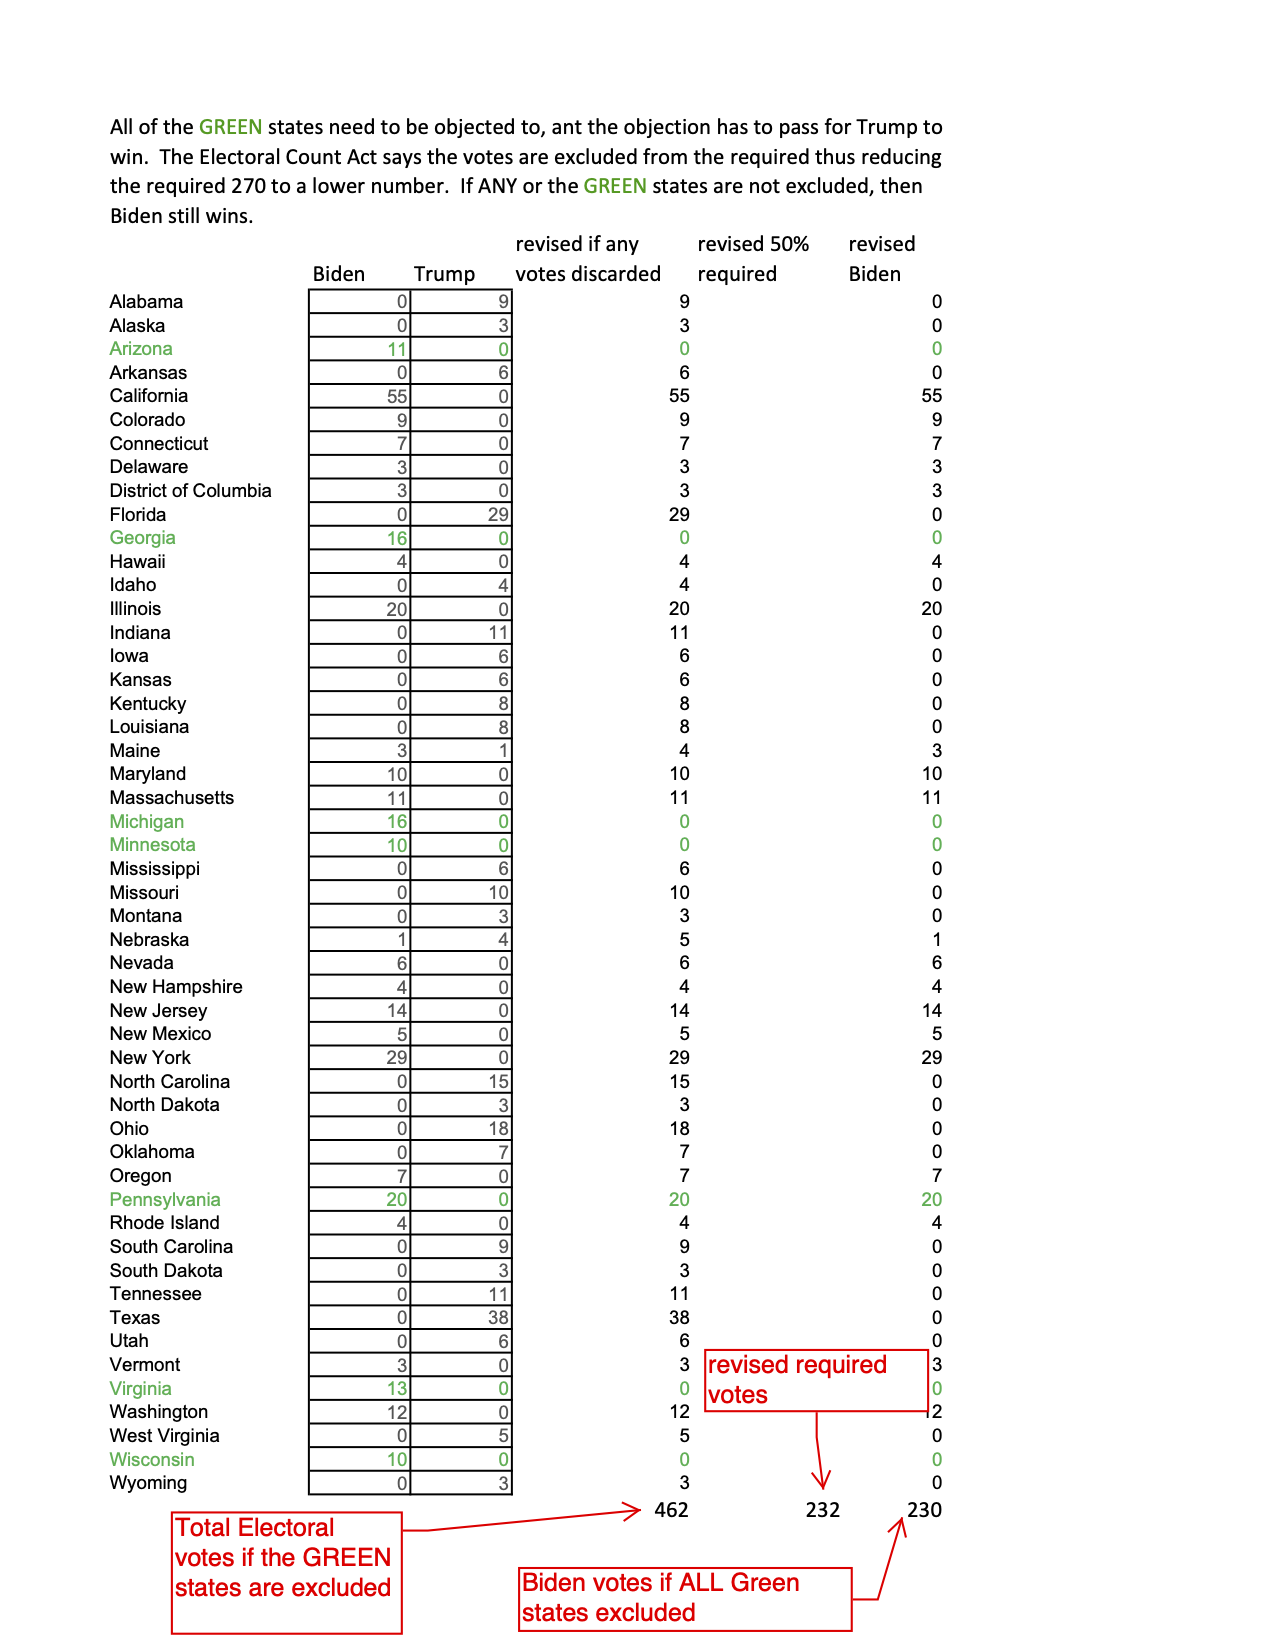 All of the GREEN states need to be objected to, ant the objection has to pass for Trump to
win.  The Electoral Count Act says the votes are excluded from the required thus reducing
the required 270 to a lower number.  If ANY or the GREEN states are not excluded, then
Biden still wins.
revised if any revised 50% revised
Biden Trump votes discarded required Biden
Alabama 0 9 9 0
Alaska 0 3 3 0
Arizona 11 0 0 0
Arkansas 0 6 6 0
California 55 0 55 55
Colorado 9 0 9 9
Connecticut 7 0 7 7
Delaware 3 0 3 3
District of Columbia 3 0 3 3
Florida 0 29 29 0
Georgia 16 0 0 0
Hawaii 4 0 4 4
Idaho 0 4 4 0
Illinois 20 0 20 20
Indiana 0 11 11 0
Iowa 0 6 6 0
Kansas 0 6 6 0
Kentucky 0 8 8 0
Louisiana 0 8 8 0
Maine 3 1 4 3
Maryland 10 0 10 10
Massachusetts 11 0 11 11
Michigan 16 0 0 0
Minnesota 10 0 0 0
Mississippi 0 6 6 0
Missouri 0 10 10 0
Montana 0 3 3 0
Nebraska 1 4 5 1
Nevada 6 0 6 6
New Hampshire 4 0 4 4
New Jersey 14 0 14 14
New Mexico 5 0 5 5
New York 29 0 29 29
North Carolina 0 15 15 0
North Dakota 0 3 3 0
Ohio 0 18 18 0
Oklahoma 0 7 7 0
Oregon 7 0 7 7
Pennsylvania 20 0 20 20
Rhode Island 4 0 4 4
South Carolina 0 9 9 0
South Dakota 0 3 3 0
Tennessee 0 11 11 0
Texas 0 38 38 0
Utah 0 6 6 0
Vermont 3 0 3 3
Virginia 13 0 0 0
Washington 12 0 12 12
West Virginia 0 5 5 0
Wisconsin 10 0 0 0
Wyoming 0 3 3 0
462 232 230
revised required
votes
Total Electoral
votes if the GREEN
states are excluded
Biden votes if ALL Green
states excluded